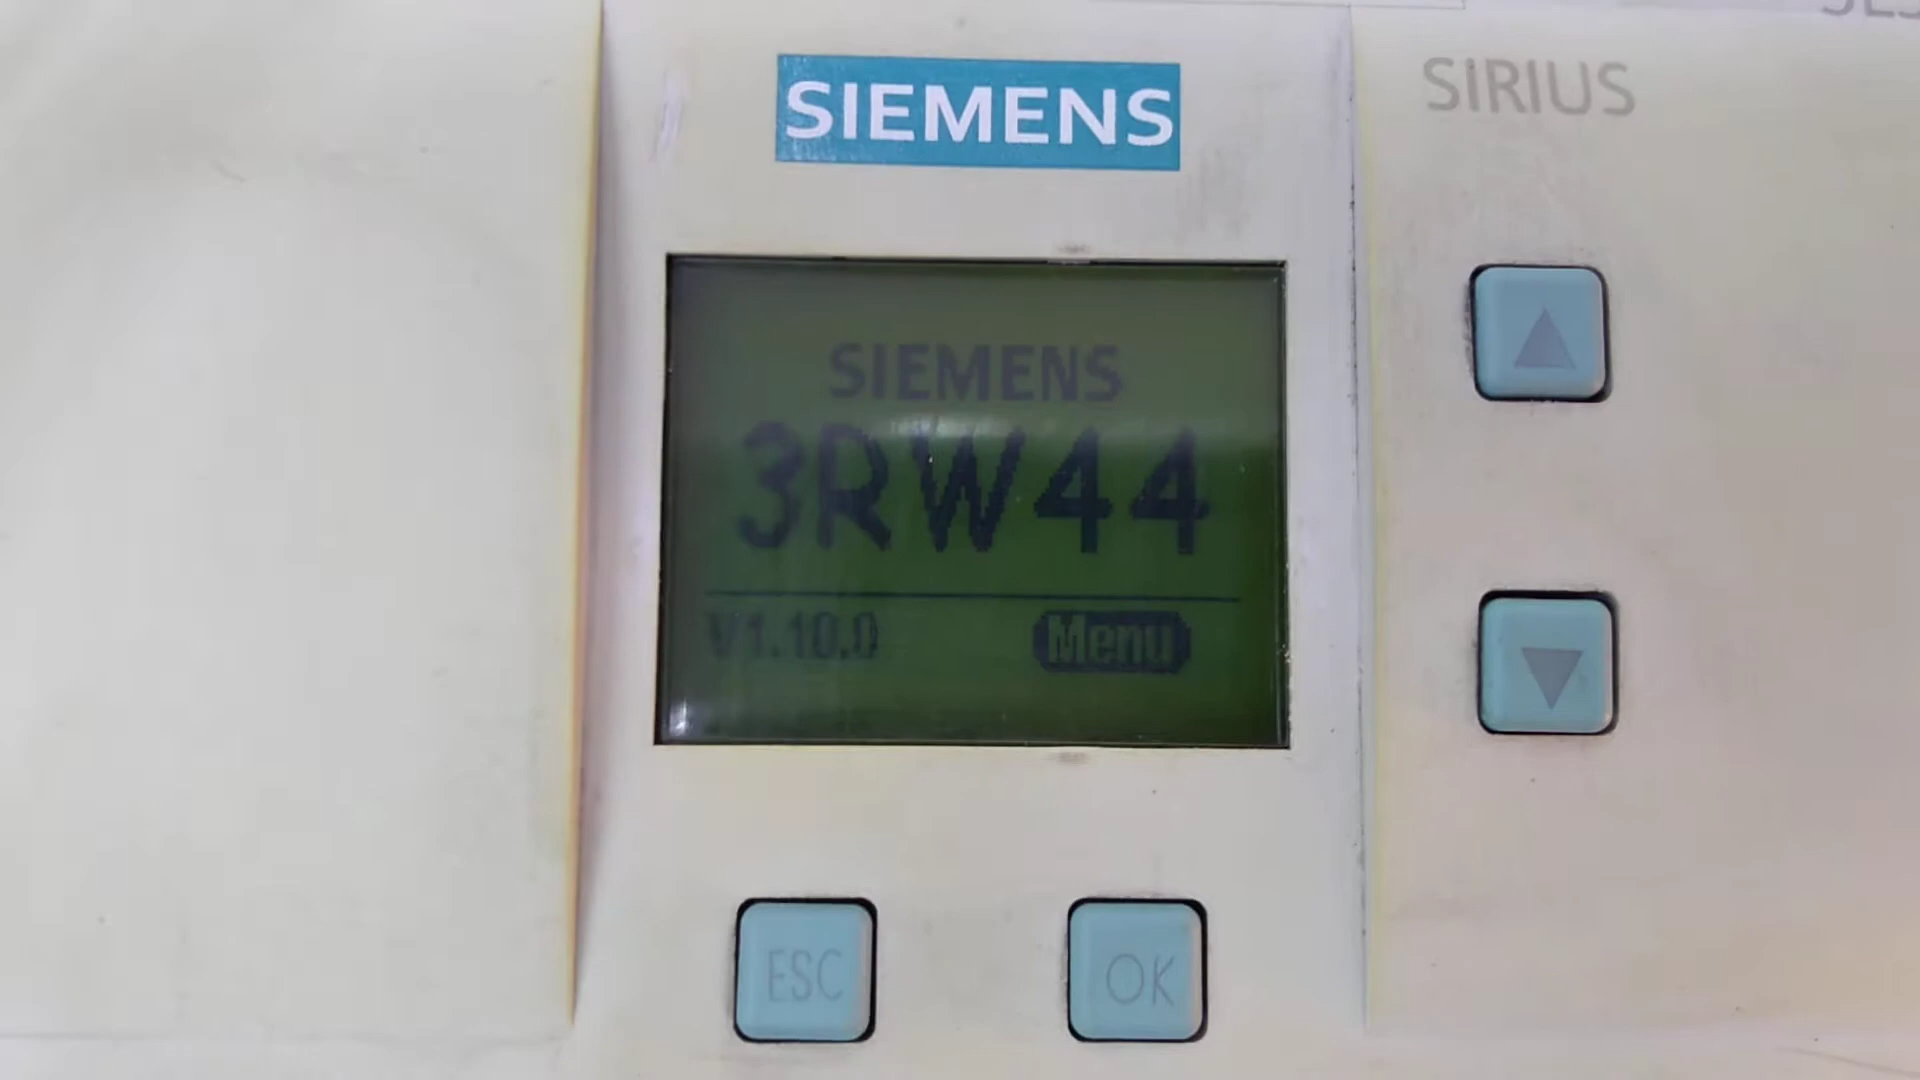 SIEMENS
SIRIUS
SIEMENS
3RW44
V1.10.0
Menu
ESC
OK